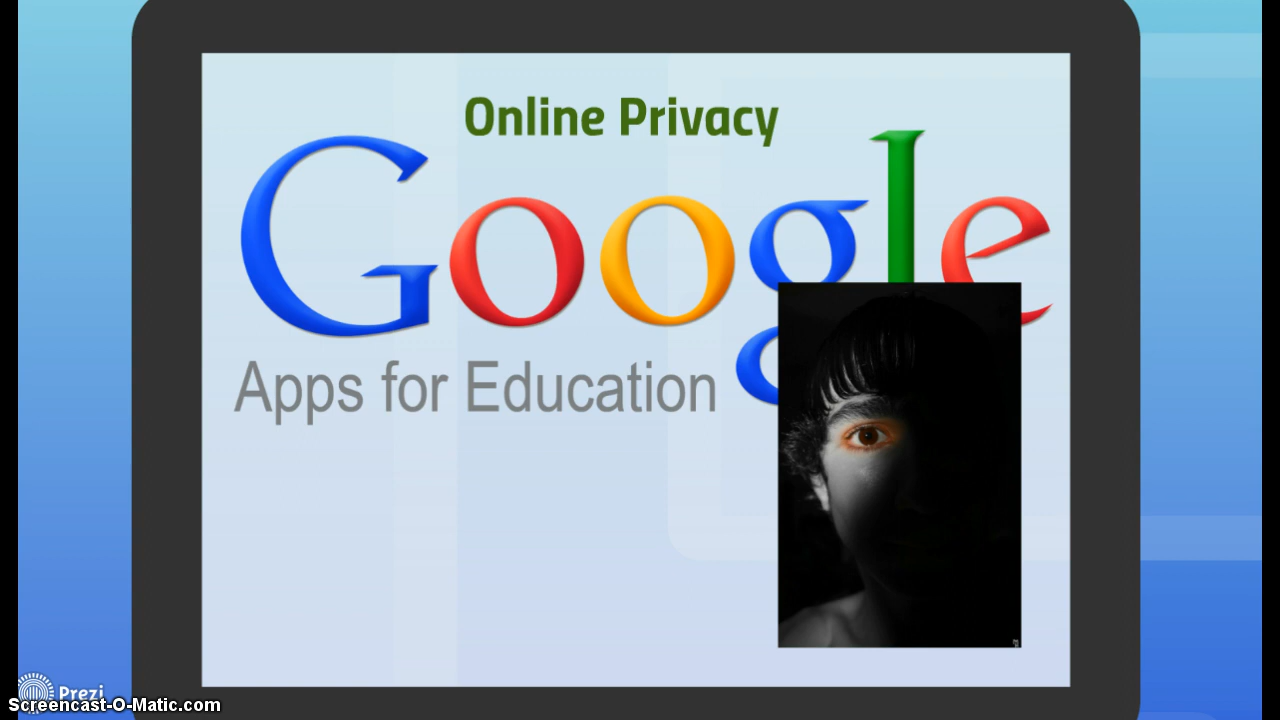 Online Privacy
Google
Apps for Education
Prezi
Screencast-O-Matic.com